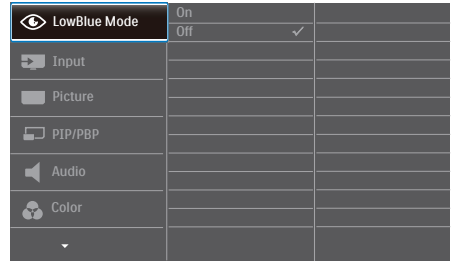 LowBlue Mode
On
Off
Input
Picture
PIP/PBP
Audio
Color